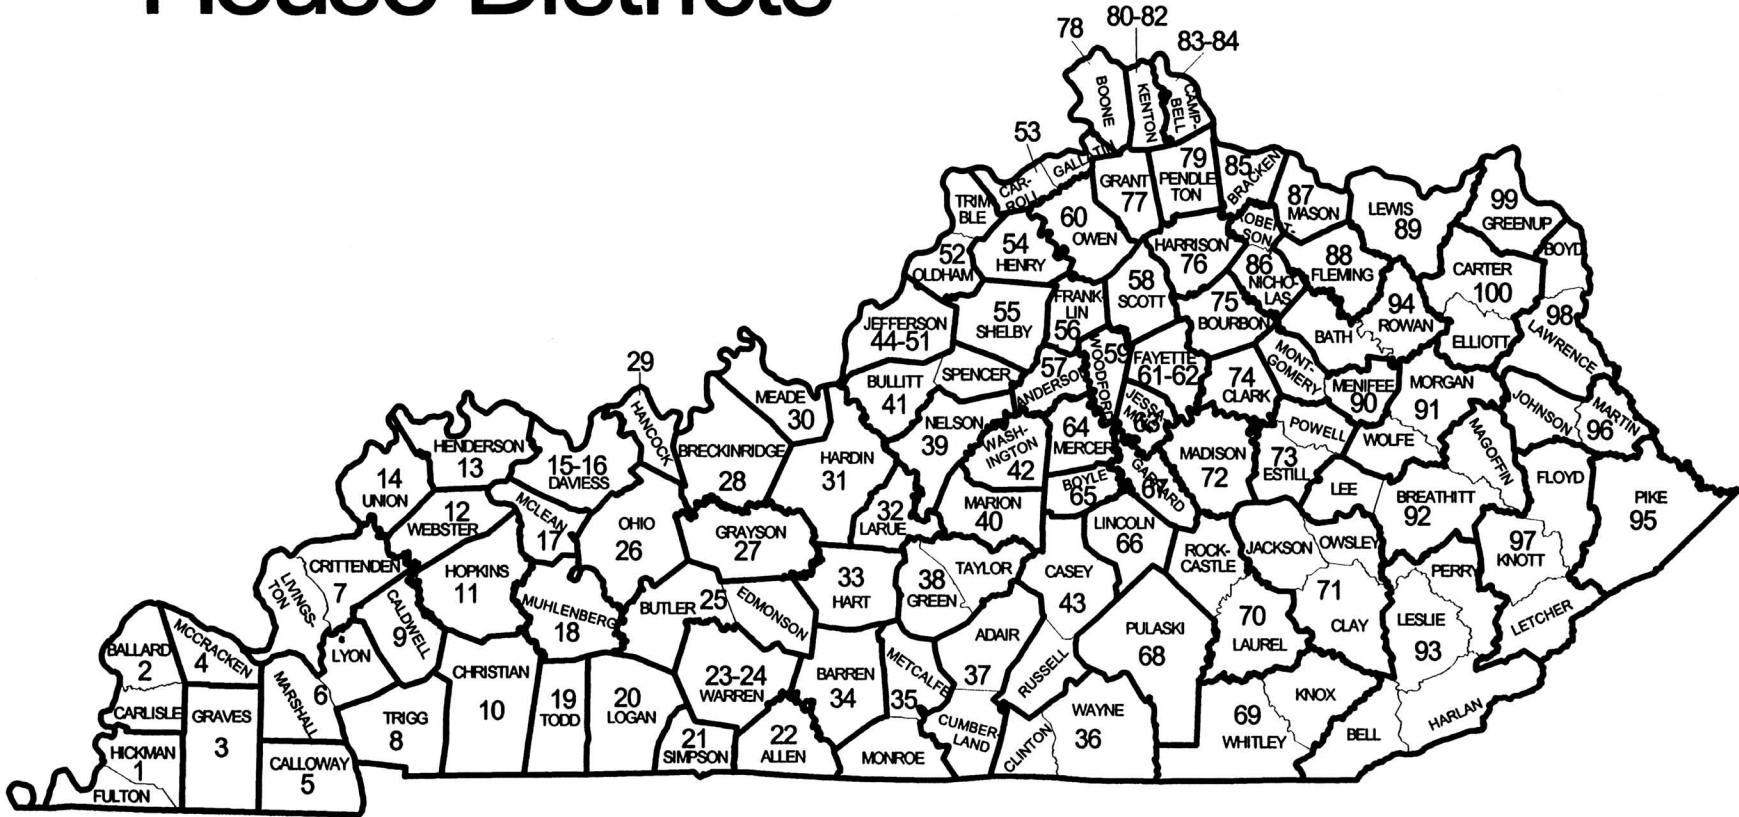 House Districts
80-82
78
83-84
BOONE
KENTON
CAMP-
BELL
53
GALLATIN
CAR-
ROLL
TRIM
BLE
GRANT
77
79
PENDLE
TON
85
BRACKEN
87
MASON
LEWIS
89
99
GREENUP
60
OWEN
ROBERT-
SON
52
OLDHAM
54
HENRY
HARRISON
76
86
NICHO-
LAS
88
FLEMING
BOYD
CARTER
100
58
SCOTT
FRANK-
LIN
56
55
SHELBY
JEFFERSON
44-51
75
BOURBON
94
ROWAN
BATH
ELLIOTT
98
LAWRENCE
29
HANCOCK
MEADE
30
BULLITT
41
SPENCER
57
ANDERSON
59
WOODFORD
FAYETTE
61-62
74
CLARK
MONT-
GOMERY
MENIFEE
90
MORGAN
91
JOHNSON
MARTIN
96
NELSON
39
JESSA
63
64
MERCER
WASH-
INGTON
42
POWELL
WOLFE
MAGOFFIN
HENDERSON
13
15-16
DAVIESS
BRECKINRIDGE
28
HARDIN
31
MADISON
72
73
ESTILL
FLOYD
14
UNION
BOYLE
65
GARRARD
67
LEE
BREATHITT
92
PIKE
95
12
WEBSTER
MCLEAN
17
OHIO
26
GRAYSON
27
32
LARUE
MARION
40
LINCOLN
66
ROCK-
CASTLE
JACKSON
OWSLEY
97
KNOTT
CRITTENDEN
7
LIVINGS-
TON
HOPKINS
11
33
HART
38
GREEN
TAYLOR
CASEY
43
PERRY
CALDWELL
9
MUHLENBERG
18
BUTLER
25
EDMONSON
70
LAUREL
71
CLAY
LESLIE
93
LETCHER
BALLARD
2
MCCRACKEN
4
LYON
ADAIR
37
PULASKI
68
CHRISTIAN
10
MARSHALL
6
23-24
WARREN
BARREN
34
METCALFE
35
RUSSELL
19
TODD
20
LOGAN
KNOX
CARLISLE
GRAVES
3
TRIGG
8
CUMBER-
LAND
WAYNE
36
69
WHITLEY
BELL
HARLAN
HICKMAN
1
FULTON
CALLOWAY
5
21
SIMPSON
22
ALLEN
MONROE
CLINTON